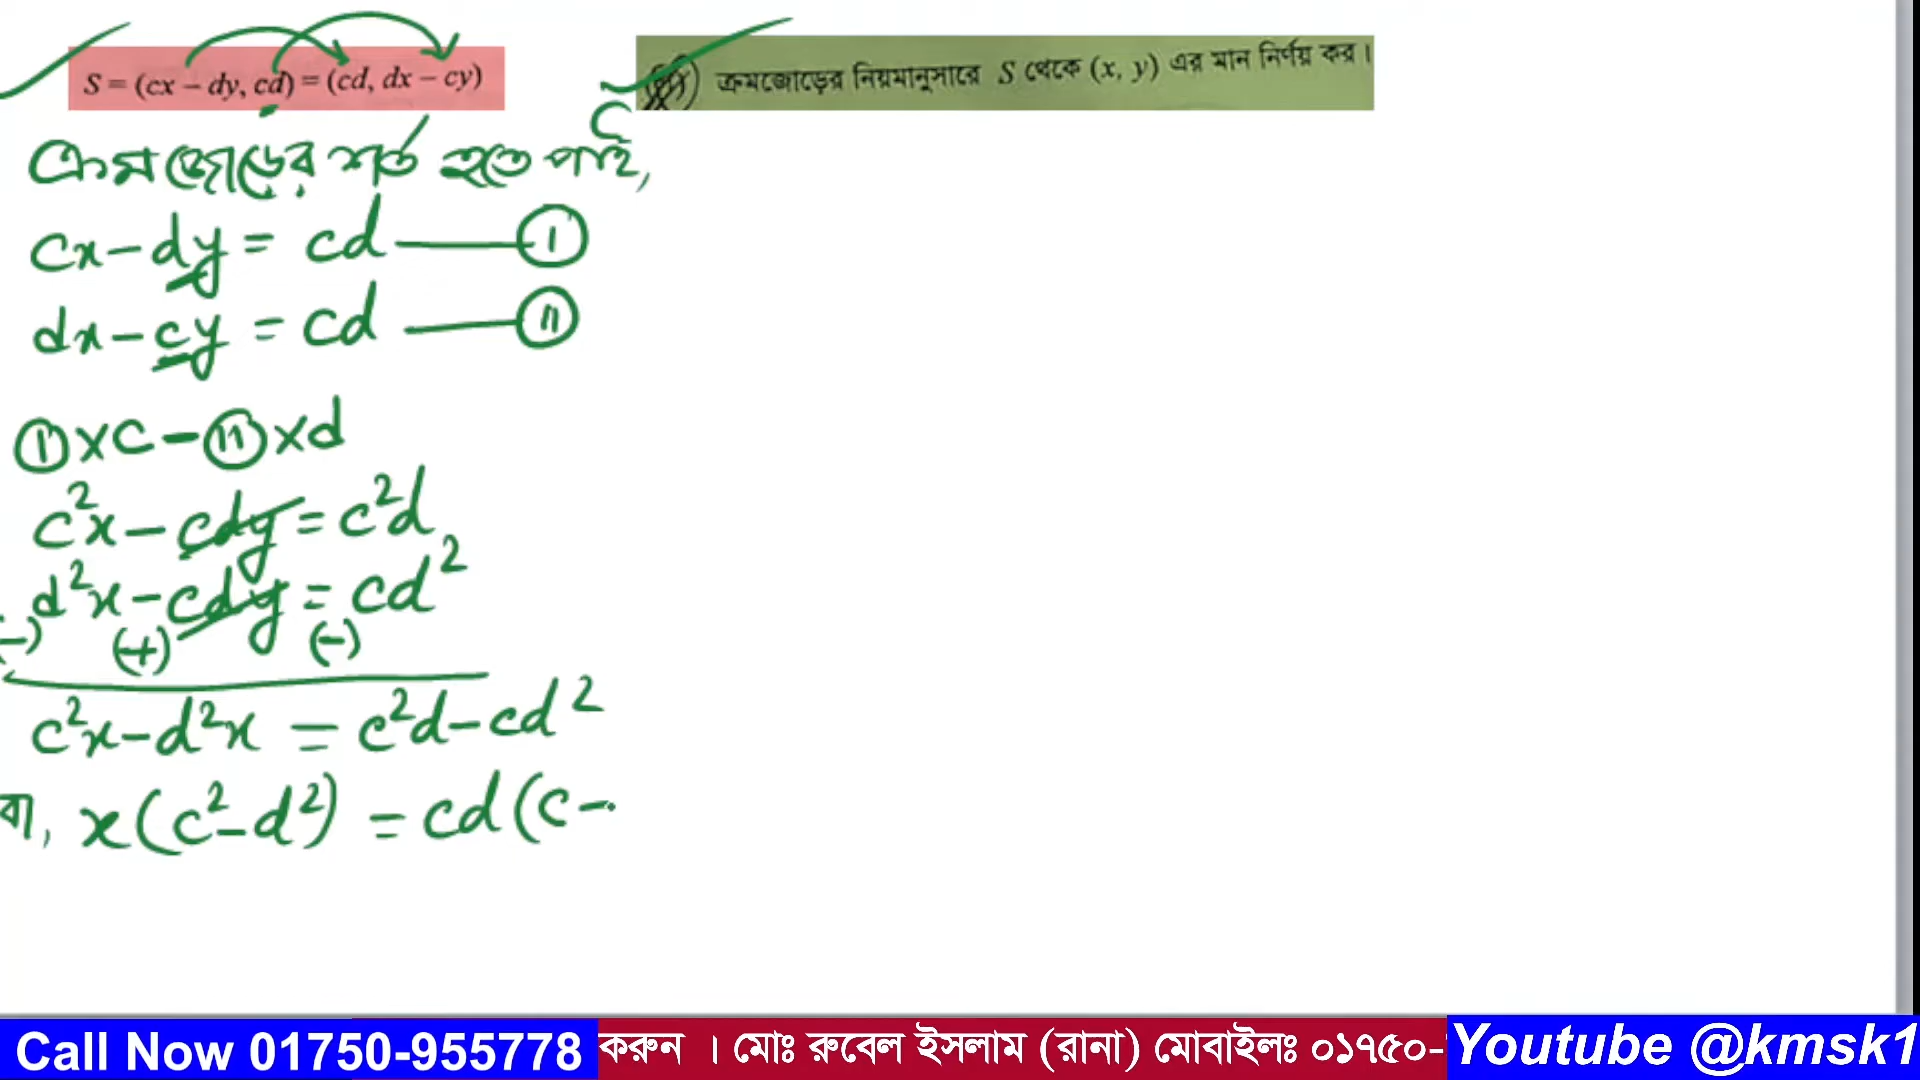 S = (cx − dy, cd) = (cd, dx − cy)
ক্রমজোড়ের নিয়মানুসারে S থেকে (x, y) এর মান নির্ণয় কর।
ক্রমজোড়ের শর্ত হতে পাই,
cx − dy = cd —— (i)
dx − cy = cd —— (ii)
(i) × c − (ii) × d
c²x − cdy = c²d
d²x − cdy = cd²
(−) (+) (−)
c²x − d²x = c²d − cd²
বা, x(c² − d²) = cd(c −
Call Now 01750-955778
করুন । মোঃ রুবেল ইসলাম (রানা) মোবাইলঃ ০১৭৫০-
Youtube @kmsk1